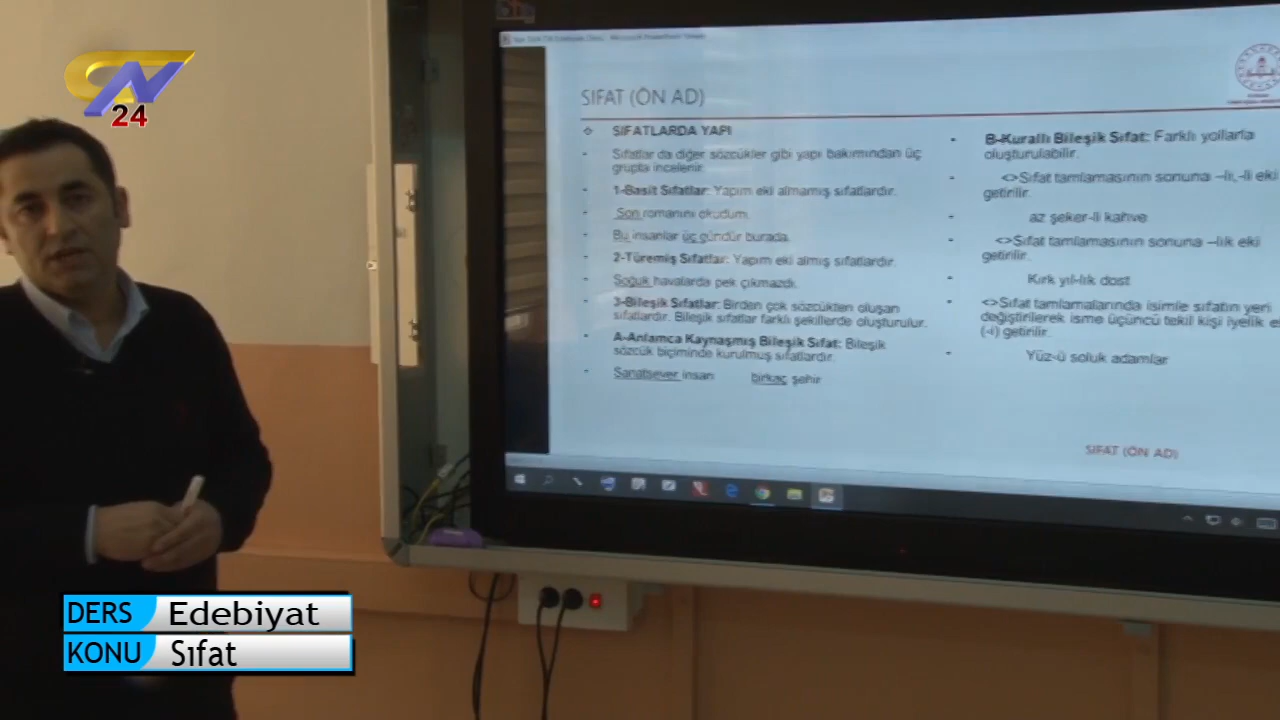 24
SIFAT (ÖN AD)
SIFATLARDA YAPI
Sıfatlar da diğer sözcükler gibi yapı bakımından üç
grupta incelenir.
1-Basit Sıfatlar: Yapım eki almamış sıfatlardır.
Son romanını okudum.
Bu insanlar üç gündür burada.
2-Türemiş Sıfatlar: Yapım eki almış sıfatlardır.
Soğuk havalarda pek çıkmazdı.
3-Bileşik Sıfatlar: Birden çok sözcükten oluşan
sıfatlardır. Bileşik sıfatlar farklı şekillerde oluşturulur.
A-Anlamca Kaynaşmış Bileşik Sıfat: Bileşik
sözcük biçiminde kurulmuş sıfatlardır.
Sanatsever insan birkaç şehir
B-Kurallı Bileşik Sıfat: Farklı yollarla
oluşturulabilir.
<>Sıfat tamlamasının sonuna –lı,-li eki
getirilir.
az şeker-li kahve
<>Sıfat tamlamasının sonuna –lık eki
getirilir.
Kırk yıl-lık dost
<>Sıfat tamlamalarında isimle sıfatın yeri
değiştirilerek isme üçüncü tekil kişi iyelik e
(-i) getirilir.
Yüz-ü soluk adamlar
SIFAT (ÖN AD)
DERS Edebiyat
KONU Sıfat